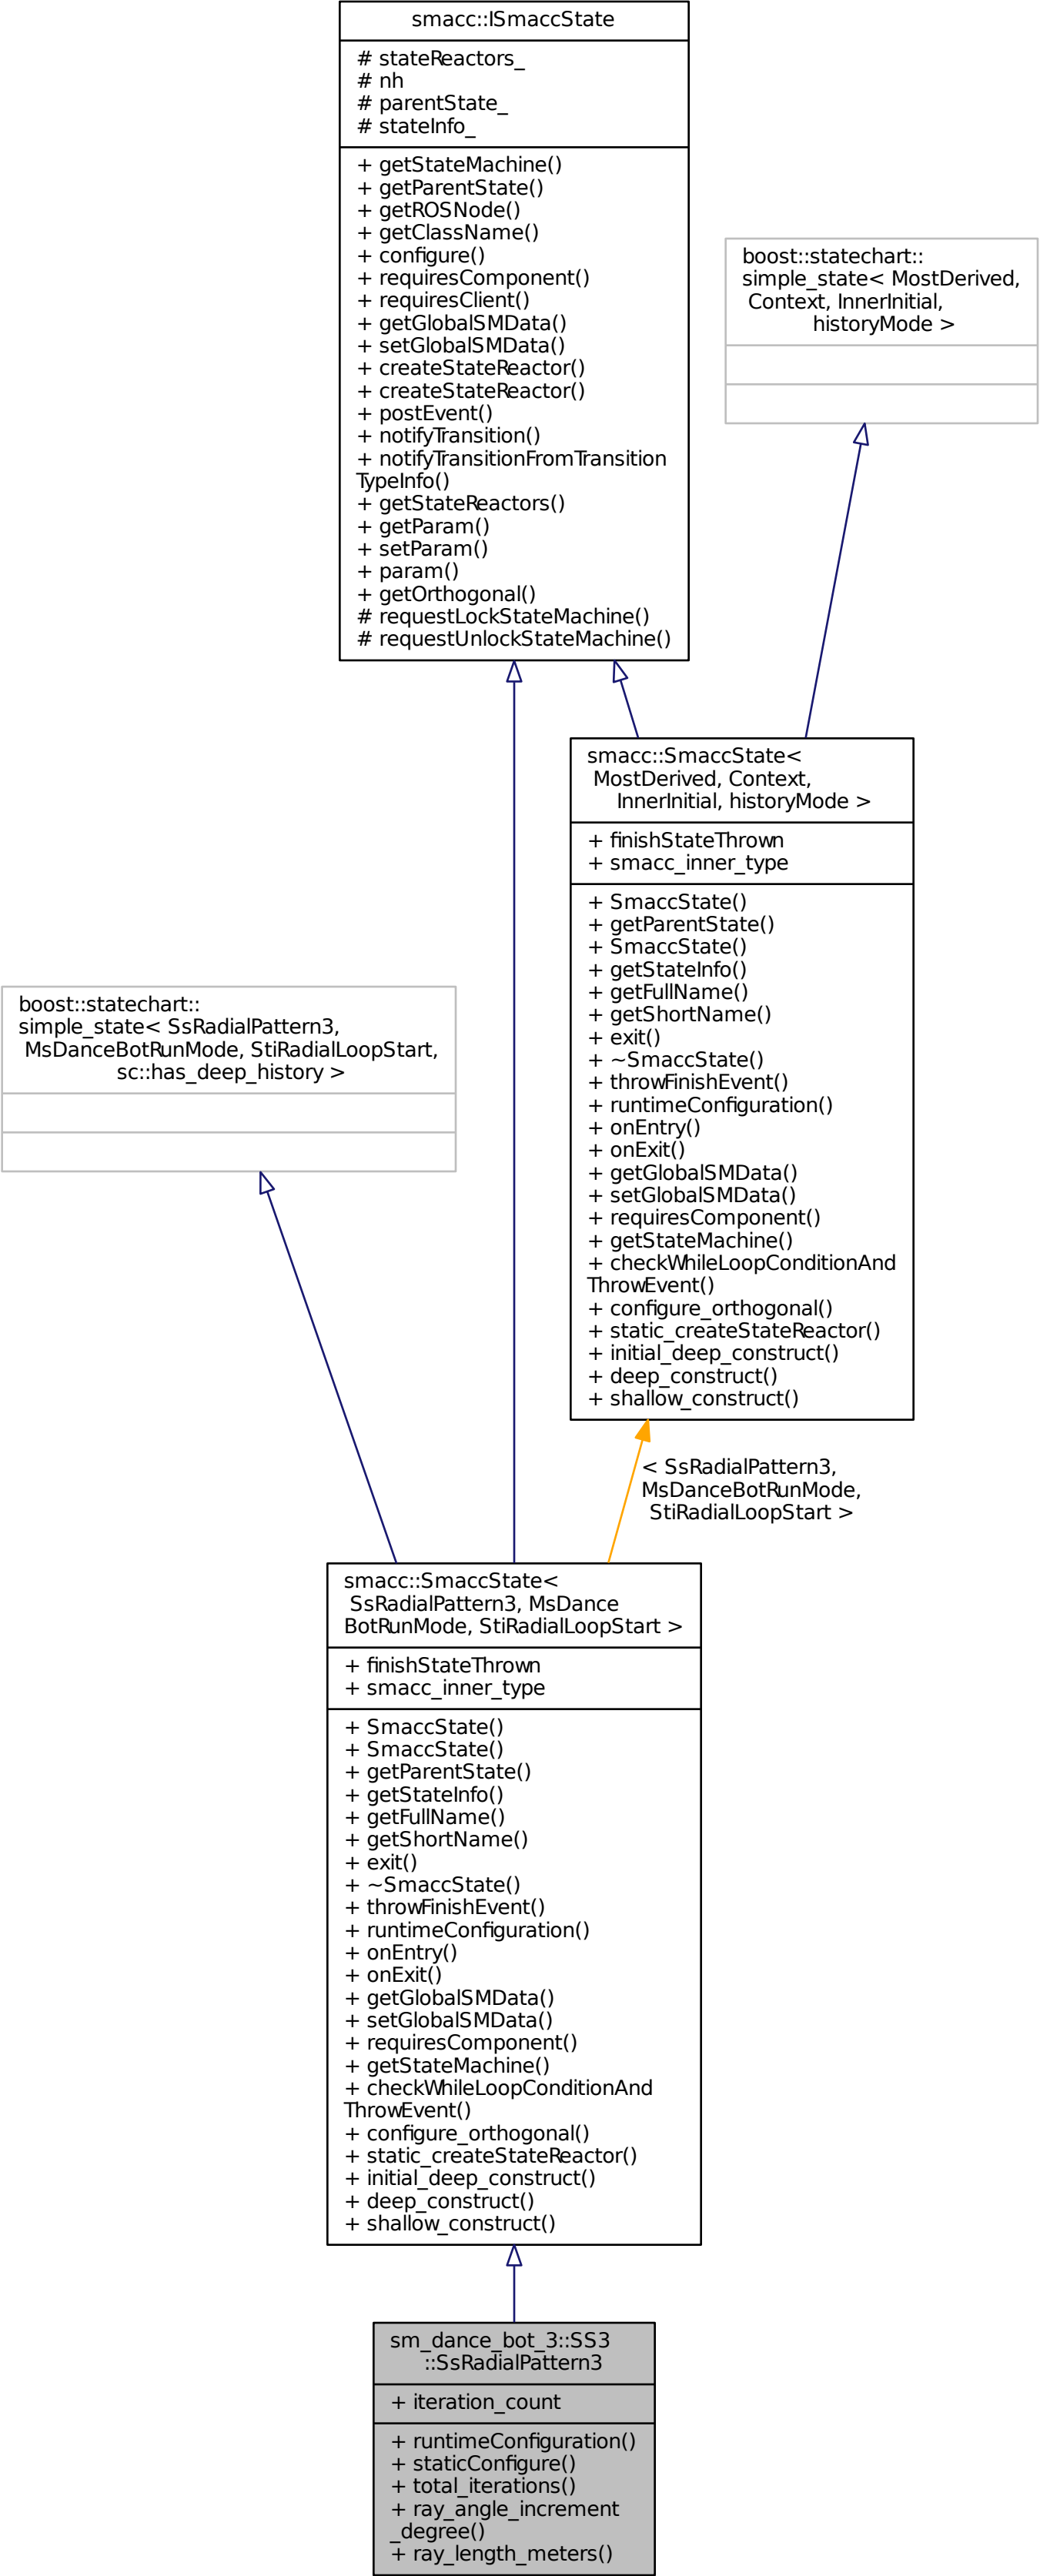 smacc::ISmaccState
# stateReactors_
# nh
# parentState_
# stateInfo_
+ getStateMachine()
+ getParentState()
+ getROSNode()
+ getClassName()
+ configure()
+ requiresComponent()
+ requiresClient()
+ getGlobalSMData()
+ setGlobalSMData()
+ createStateReactor()
+ createStateReactor()
+ postEvent()
+ notifyTransition()
+ notifyTransitionFromTransition
TypeInfo()
+ getStateReactors()
+ getParam()
+ setParam()
+ param()
+ getOrthogonal()
# requestLockStateMachine()
# requestUnlockStateMachine()
boost::statechart::
simple_state< MostDerived,
Context, InnerInitial,
historyMode >
smacc::SmaccState<
MostDerived, Context,
InnerInitial, historyMode >
+ finishStateThrown
+ smacc_inner_type
+ SmaccState()
+ getParentState()
+ SmaccState()
+ getStateInfo()
+ getFullName()
+ getShortName()
+ exit()
+ ~SmaccState()
+ throwFinishEvent()
+ runtimeConfiguration()
+ onEntry()
+ onExit()
+ getGlobalSMData()
+ setGlobalSMData()
+ requiresComponent()
+ getStateMachine()
+ checkWhileLoopConditionAnd
ThrowEvent()
+ configure_orthogonal()
+ static_createStateReactor()
+ initial_deep_construct()
+ deep_construct()
+ shallow_construct()
boost::statechart::
simple_state< SsRadialPattern3,
MsDanceBotRunMode, StiRadialLoopStart,
sc::has_deep_history >
< SsRadialPattern3,
MsDanceBotRunMode,
StiRadialLoopStart >
smacc::SmaccState<
SsRadialPattern3, MsDance
BotRunMode, StiRadialLoopStart >
+ finishStateThrown
+ smacc_inner_type
+ SmaccState()
+ SmaccState()
+ getParentState()
+ getStateInfo()
+ getFullName()
+ getShortName()
+ exit()
+ ~SmaccState()
+ throwFinishEvent()
+ runtimeConfiguration()
+ onEntry()
+ onExit()
+ getGlobalSMData()
+ setGlobalSMData()
+ requiresComponent()
+ getStateMachine()
+ checkWhileLoopConditionAnd
ThrowEvent()
+ configure_orthogonal()
+ static_createStateReactor()
+ initial_deep_construct()
+ deep_construct()
+ shallow_construct()
sm_dance_bot_3::SS3
::SsRadialPattern3
+ iteration_count
+ runtimeConfiguration()
+ staticConfigure()
+ total_iterations()
+ ray_angle_increment
_degree()
+ ray_length_meters()